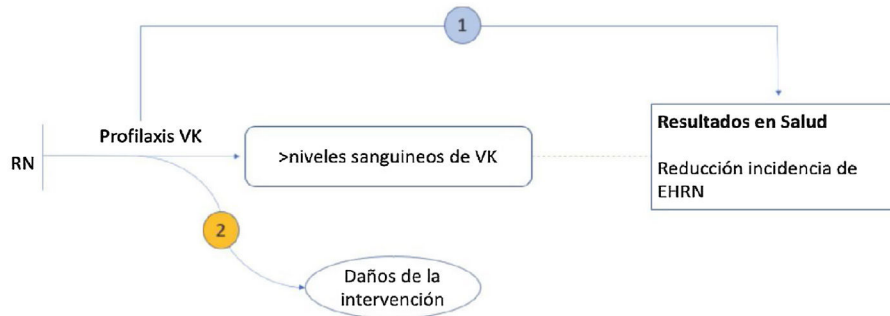 1
Profilaxis VK
RN
>niveles sanguineos de VK
Resultados en Salud
Reducción incidencia de
EHRN
2
Daños de la
intervención